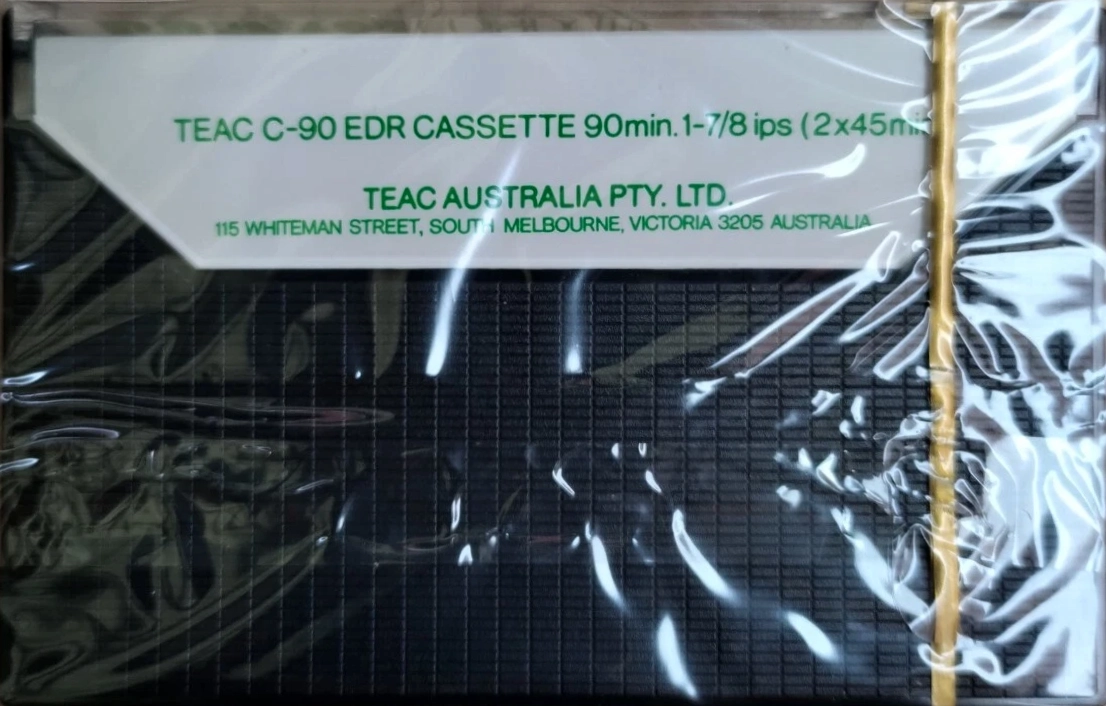 TEAC C-90 EDR CASSETTE 90min. 1-7/8 ips (2x45mi
TEAC AUSTRALIA PTY. LTD.
115 WHITEMAN STREET, SOUTH MELBOURNE, VICTORIA 3205 AUSTRALIA